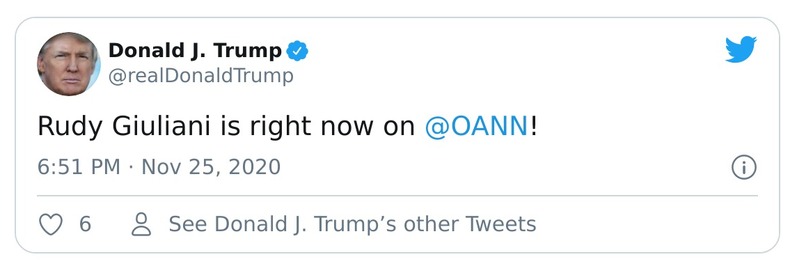 Donald J. Trump
@realDonaldTrump
Rudy Giuliani is right now on @OANN!
6:51 PM · Nov 25, 2020
6 See Donald J. Trump’s other Tweets